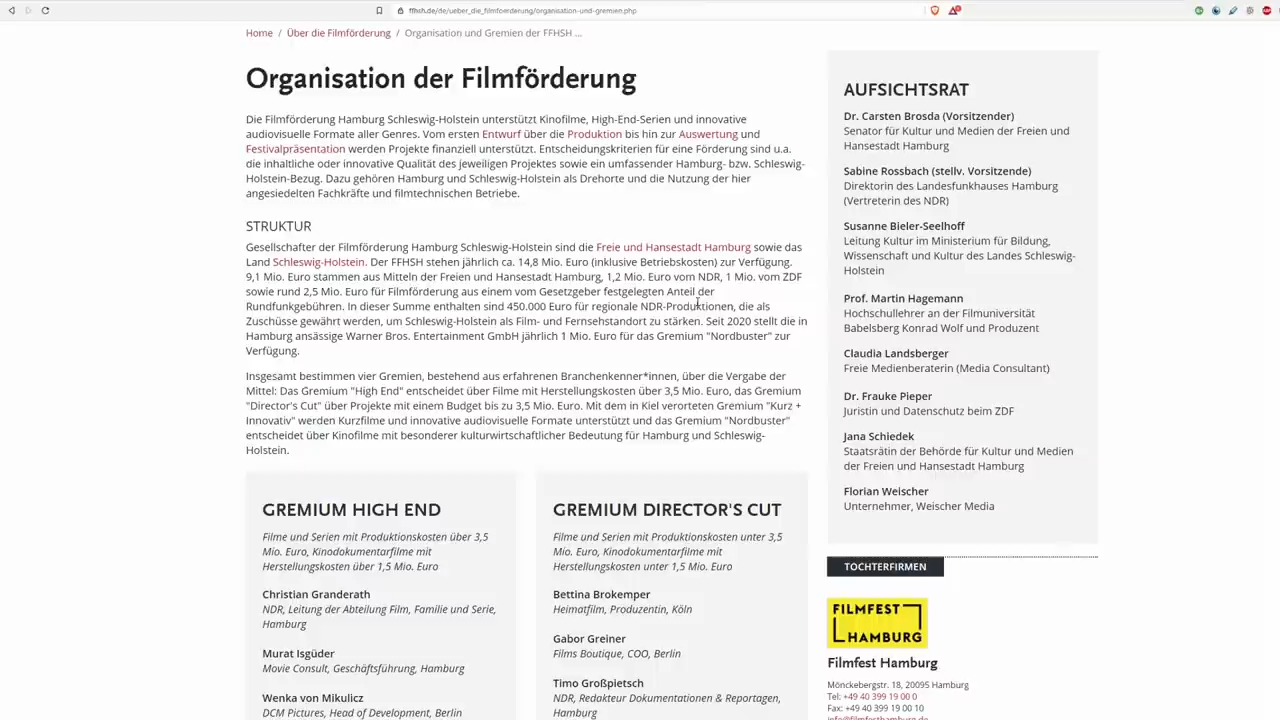 ffhsh.de/de/ueber_die_filmfoerderung/organisation-und-gremien.php
Home / Über die Filmförderung / Organisation und Gremien der FFHSH ...
Organisation der Filmförderung
Die Filmförderung Hamburg Schleswig-Holstein unterstützt Kinofilme, High-End-Serien und innovative
audiovisuelle Formate aller Genres. Vom ersten Entwurf über die Produktion bis hin zur Auswertung und
Festivalpräsentation werden Projekte finanziell unterstützt. Entscheidungskriterien für eine Förderung sind u.a.
die inhaltliche oder innovative Qualität des jeweiligen Projektes sowie ein umfassender Hamburg- bzw. Schleswig-
Holstein-Bezug. Dazu gehören Hamburg und Schleswig-Holstein als Drehorte und die Nutzung der hier
angesiedelten Fachkräfte und filmtechnischen Betriebe.
STRUKTUR
Gesellschafter der Filmförderung Hamburg Schleswig-Holstein sind die Freie und Hansestadt Hamburg sowie das
Land Schleswig-Holstein. Der FFHSH stehen jährlich ca. 14,8 Mio. Euro (inklusive Betriebskosten) zur Verfügung.
9,1 Mio. Euro stammen aus Mitteln der Freien und Hansestadt Hamburg, 1,2 Mio. Euro vom NDR, 1 Mio. vom ZDF
sowie rund 2,5 Mio. Euro für Filmförderung aus einem vom Gesetzgeber festgelegten Anteil der
Rundfunkgebühren. In dieser Summe enthalten sind 450.000 Euro für regionale NDR-Produktionen, die als
Zuschüsse gewährt werden, um Schleswig-Holstein als Film- und Fernsehstandort zu stärken. Seit 2020 stellt die in
Hamburg ansässige Warner Bros. Entertainment GmbH jährlich 1 Mio. Euro für das Gremium "Nordbuster" zur
Verfügung.
Insgesamt bestimmen vier Gremien, bestehend aus erfahrenen Branchenkenner*innen, über die Vergabe der
Mittel: Das Gremium "High End" entscheidet über Filme mit Herstellungskosten über 3,5 Mio. Euro, das Gremium
"Director's Cut" über Projekte mit einem Budget bis zu 3,5 Mio. Euro. Mit dem in Kiel verorteten Gremium "Kurz +
Innovativ" werden Kurzfilme und innovative audiovisuelle Formate unterstützt und das Gremium "Nordbuster"
entscheidet über Kinofilme mit besonderer kulturwirtschaftlicher Bedeutung für Hamburg und Schleswig-
Holstein.
GREMIUM HIGH END
Filme und Serien mit Produktionskosten über 3,5
Mio. Euro, Kinodokumentarfilme mit
Herstellungskosten über 1,5 Mio. Euro
Christian Granderath
NDR, Leitung der Abteilung Film, Familie und Serie,
Hamburg
Murat Isgüder
Movie Consult, Geschäftsführung, Hamburg
Wenka von Mikulicz
DCM Pictures, Head of Development, Berlin
GREMIUM DIRECTOR'S CUT
Filme und Serien mit Produktionskosten unter 3,5
Mio. Euro, Kinodokumentarfilme mit
Herstellungskosten unter 1,5 Mio. Euro
Bettina Brokemper
Heimatfilm, Produzentin, Köln
Gabor Greiner
Films Boutique, COO, Berlin
Timo Großpietsch
NDR, Redakteur Dokumentationen & Reportagen,
Hamburg
AUFSICHTSRAT
Dr. Carsten Brosda (Vorsitzender)
Senator für Kultur und Medien der Freien und
Hansestadt Hamburg
Sabine Rossbach (stellv. Vorsitzende)
Direktorin des Landesfunkhauses Hamburg
(Vertreterin des NDR)
Susanne Bieler-Seelhoff
Leitung Kultur im Ministerium für Bildung,
Wissenschaft und Kultur des Landes Schleswig-
Holstein
Prof. Martin Hagemann
Hochschullehrer an der Filmuniversität
Babelsberg Konrad Wolf und Produzent
Claudia Landsberger
Freie Medienberaterin (Media Consultant)
Dr. Frauke Pieper
Juristin und Datenschutz beim ZDF
Jana Schiedek
Staatsrätin der Behörde für Kultur und Medien
der Freien und Hansestadt Hamburg
Florian Weischer
Unternehmer, Weischer Media
TOCHTERFIRMEN
FILMFEST
HAMBURG
Filmfest Hamburg
Mönckebergstr. 18, 20095 Hamburg
Tel: +49 40 399 19 00 0
Fax: +49 40 399 19 00 10
info@filmfesthamburg.de